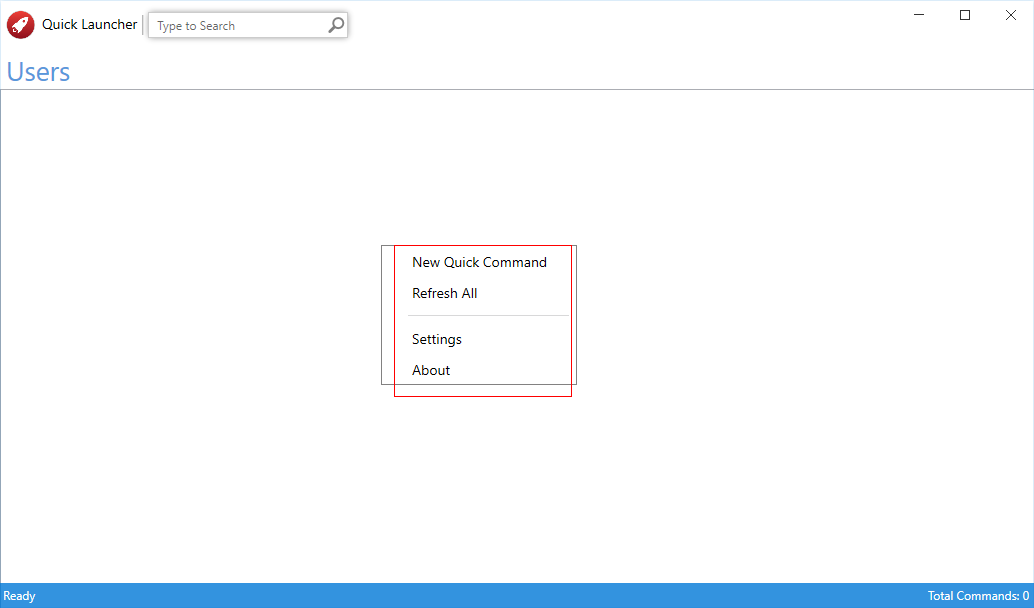 Quick Launcher
Type to Search
Users
New Quick Command
Refresh All
Settings
About
Ready
Total Commands: 0